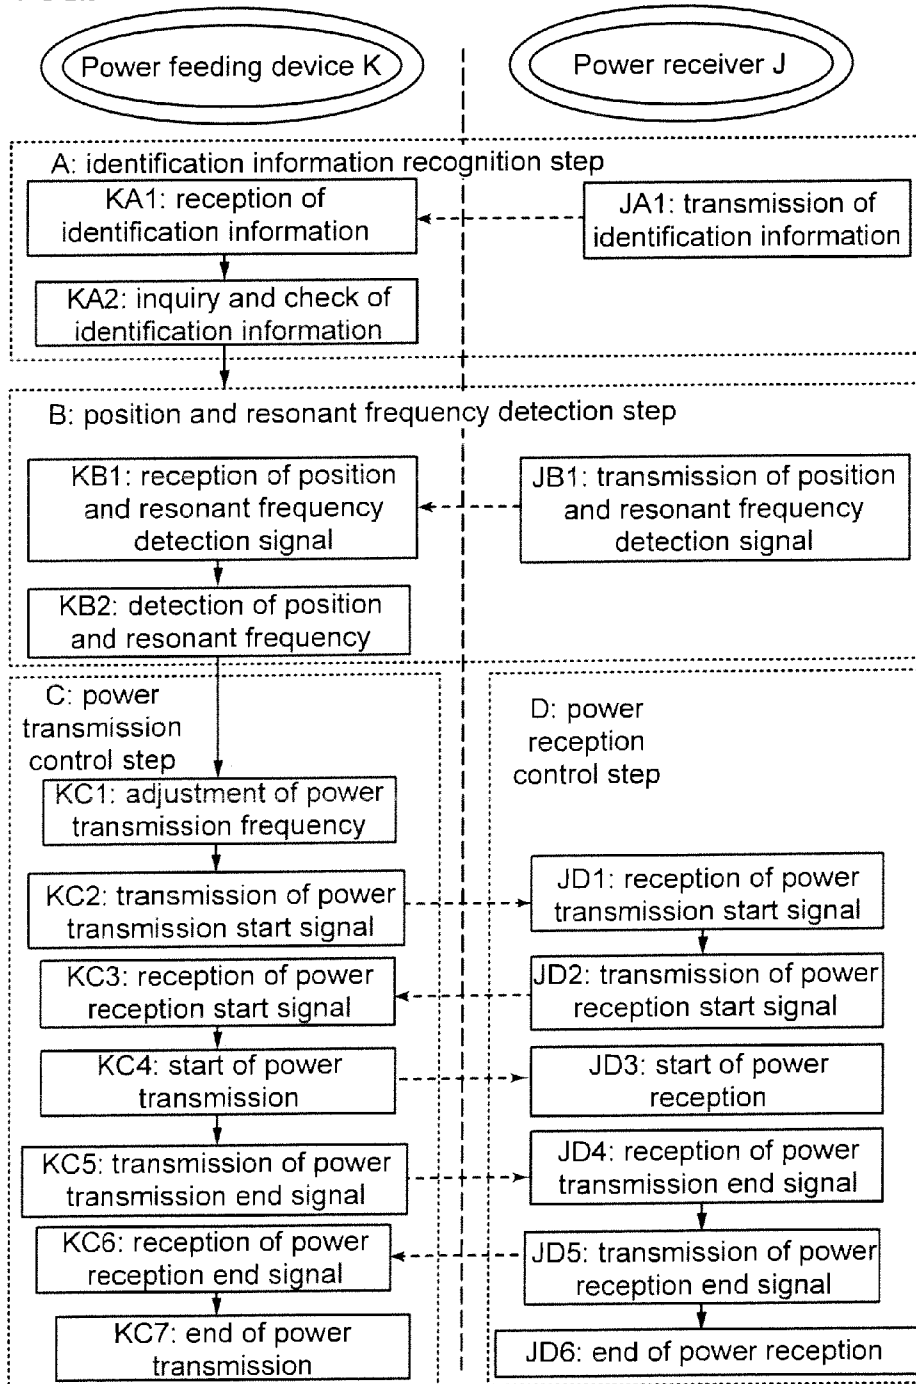 Power feeding device K
Power receiver J
A: identification information recognition step
KA1: reception of
identification information
JA1: transmission of
identification information
KA2: inquiry and check of
identification information
B: position and resonant frequency detection step
KB1: reception of position
and resonant frequency
detection signal
JB1: transmission of position
and resonant frequency
detection signal
KB2: detection of position
and resonant frequency
C: power
transmission
control step
D: power
reception
control step
KC1: adjustment of power
transmission frequency
KC2: transmission of power
transmission start signal
JD1: reception of power
transmission start signal
KC3: reception of power
reception start signal
JD2: transmission of power
reception start signal
KC4: start of power
transmission
JD3: start of power
reception
KC5: transmission of power
transmission end signal
JD4: reception of power
transmission end signal
KC6: reception of power
reception end signal
JD5: transmission of power
reception end signal
KC7: end of power
transmission
JD6: end of power reception